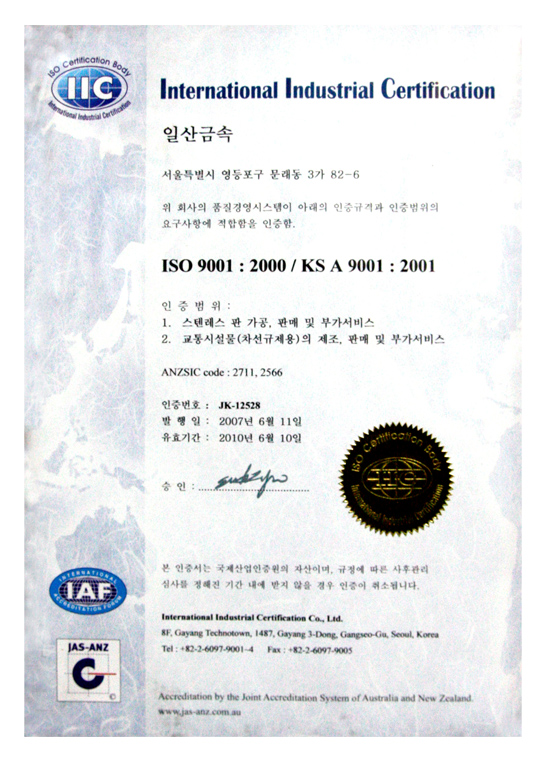 ISO Certification Body
IIC
International Industrial Certification
International Industrial Certification
일산금속
서울특별시 영등포구 문래동 3가 82-6
위 회사의 품질경영시스템이 아래의 인증규격과 인증범위의
요구사항에 적합함을 인증함.
ISO 9001 : 2000 / KS A 9001 : 2001
인 증 범 위 :
1. 스텐레스 판 가공, 판매 및 부가서비스
2. 교통시설물(차선규제용)의 제조, 판매 및 부가서비스
ANZSIC code : 2711, 2566
인증번호 : JK-12528
발 행 일 : 2007년 6월 11일
유효기간 : 2010년 6월 10일
승 인 :
ISO Certification Body
IIC
International Industrial Certification
본 인증서는 국제산업인증원의 자산이며, 규정에 따른 사후관리
심사를 정해진 기간 내에 받지 않을 경우 인증이 취소됩니다.
INTERNATIONAL
IAF
ACCREDITATION FORUM
International Industrial Certification Co., Ltd.
8F, Gayang Technotown, 1487, Gayang 3-Dong, Gangseo-Gu, Seoul, Korea
Tel : +82-2-6097-9001~4 Fax : +82-2-6097-9005
JAS-ANZ
©
Accreditation by the Joint Accreditation System of Australia and New Zealand.
www.jas-anz.com.au